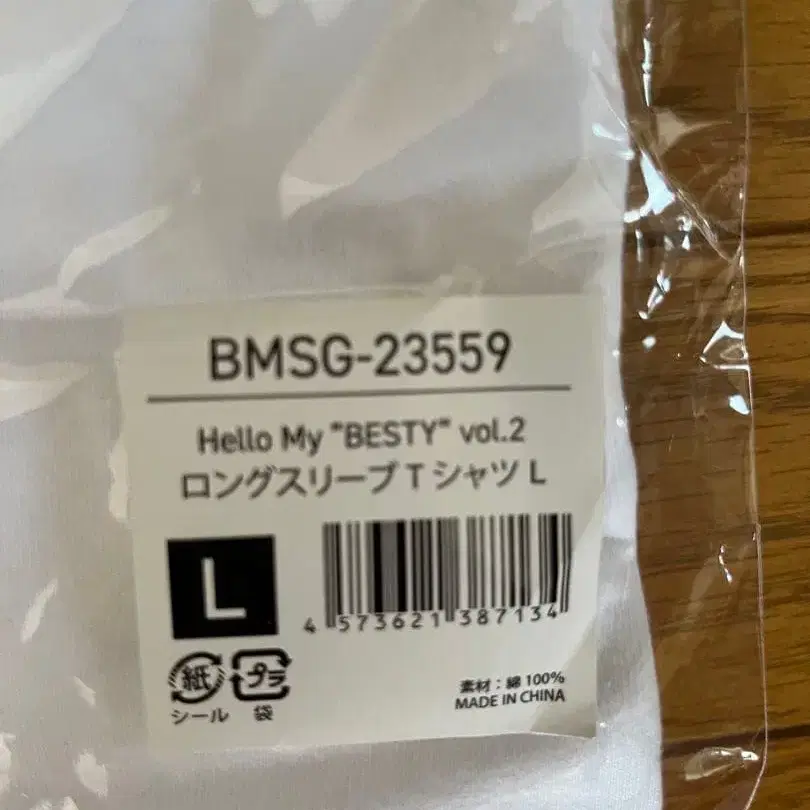 BMSG-23559
Hello My "BESTY" vol.2
ロングスリーブTシャツ L
L
4 573621 387134
紙 プラ
シール 袋
素材：綿100%
MADE IN CHINA